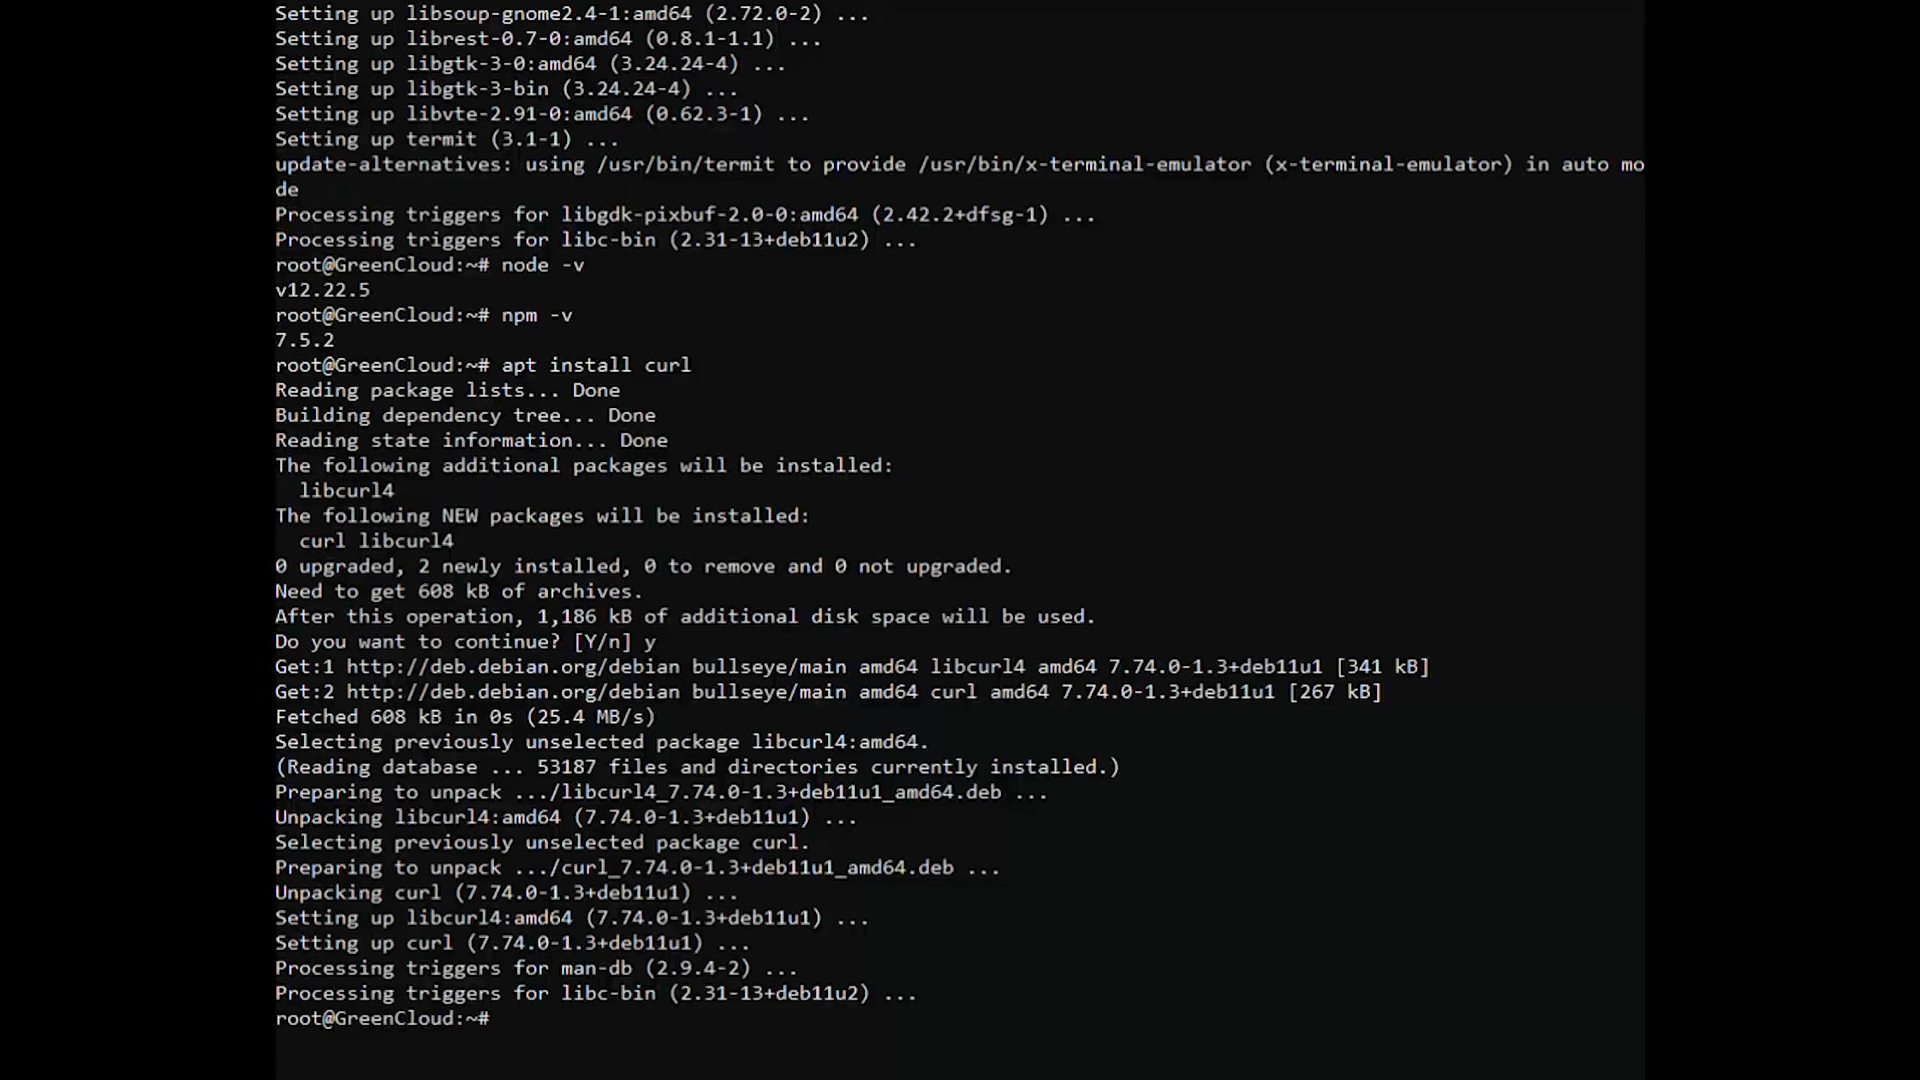 Setting up libsoup-gnome2.4-1:amd64 (2.72.0-2) ...
Setting up librest-0.7-0:amd64 (0.8.1-1.1) ...
Setting up libgtk-3-0:amd64 (3.24.24-4) ...
Setting up libgtk-3-bin (3.24.24-4) ...
Setting up libvte-2.91-0:amd64 (0.62.3-1) ...
Setting up termit (3.1-1) ...
update-alternatives: using /usr/bin/termit to provide /usr/bin/x-terminal-emulator (x-terminal-emulator) in auto mo
de
Processing triggers for libgdk-pixbuf-2.0-0:amd64 (2.42.2+dfsg-1) ...
Processing triggers for libc-bin (2.31-13+deb11u2) ...
root@GreenCloud:~# node -v
v12.22.5
root@GreenCloud:~# npm -v
7.5.2
root@GreenCloud:~# apt install curl
Reading package lists... Done
Building dependency tree... Done
Reading state information... Done
The following additional packages will be installed:
  libcurl4
The following NEW packages will be installed:
  curl libcurl4
0 upgraded, 2 newly installed, 0 to remove and 0 not upgraded.
Need to get 608 kB of archives.
After this operation, 1,186 kB of additional disk space will be used.
Do you want to continue? [Y/n] y
Get:1 http://deb.debian.org/debian bullseye/main amd64 libcurl4 amd64 7.74.0-1.3+deb11u1 [341 kB]
Get:2 http://deb.debian.org/debian bullseye/main amd64 curl amd64 7.74.0-1.3+deb11u1 [267 kB]
Fetched 608 kB in 0s (25.4 MB/s)
Selecting previously unselected package libcurl4:amd64.
(Reading database ... 53187 files and directories currently installed.)
Preparing to unpack .../libcurl4_7.74.0-1.3+deb11u1_amd64.deb ...
Unpacking libcurl4:amd64 (7.74.0-1.3+deb11u1) ...
Selecting previously unselected package curl.
Preparing to unpack .../curl_7.74.0-1.3+deb11u1_amd64.deb ...
Unpacking curl (7.74.0-1.3+deb11u1) ...
Setting up libcurl4:amd64 (7.74.0-1.3+deb11u1) ...
Setting up curl (7.74.0-1.3+deb11u1) ...
Processing triggers for man-db (2.9.4-2) ...
Processing triggers for libc-bin (2.31-13+deb11u2) ...
root@GreenCloud:~#